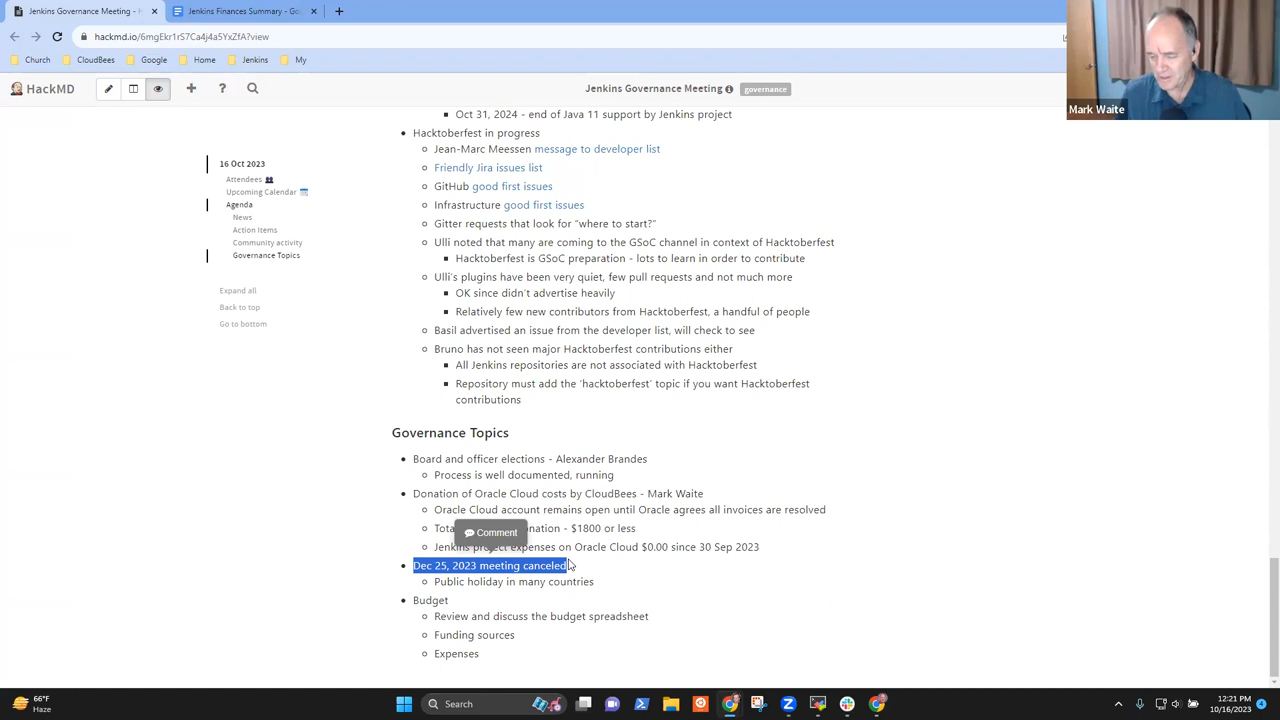 Jenkins Governance Meeting - H
Jenkins Finances Summary - Go
hackmd.io/6mgEkr1rS7Ca4j4a5YxZfA?view
Church
CloudBees
Google
Home
Jenkins
My
HackMD
Jenkins Governance Meeting
governance
Mark Waite
16 Oct 2023
Attendees
Upcoming Calendar
Agenda
News
Action Items
Community activity
Governance Topics
Expand all
Back to top
Go to bottom
Oct 31, 2024 - end of Java 11 support by Jenkins project
Hacktoberfest in progress
Jean-Marc Meessen message to developer list
Friendly Jira issues list
GitHub good first issues
Infrastructure good first issues
Gitter requests that look for "where to start?"
Ulli noted that many are coming to the GSoC channel in context of Hacktoberfest
Hacktoberfest is GSoC preparation - lots to learn in order to contribute
Ulli's plugins have been very quiet, few pull requests and not much more
OK since didn't advertise heavily
Relatively few new contributors from Hacktoberfest, a handful of people
Basil advertised an issue from the developer list, will check to see
Bruno has not seen major Hacktoberfest contributions either
All Jenkins repositories are not associated with Hacktoberfest
Repository must add the 'hacktoberfest' topic if you want Hacktoberfest
contributions
Governance Topics
Board and officer elections - Alexander Brandes
Process is well documented, running
Donation of Oracle Cloud costs by CloudBees - Mark Waite
Oracle Cloud account remains open until Oracle agrees all invoices are resolved
Tota nation - $1800 or less
Comment
Jenkins project expenses on Oracle Cloud $0.00 since 30 Sep 2023
Dec 25, 2023 meeting canceled
Public holiday in many countries
Budget
Review and discuss the budget spreadsheet
Funding sources
Expenses
66°F
Haze
Search
12:21 PM
10/16/2023